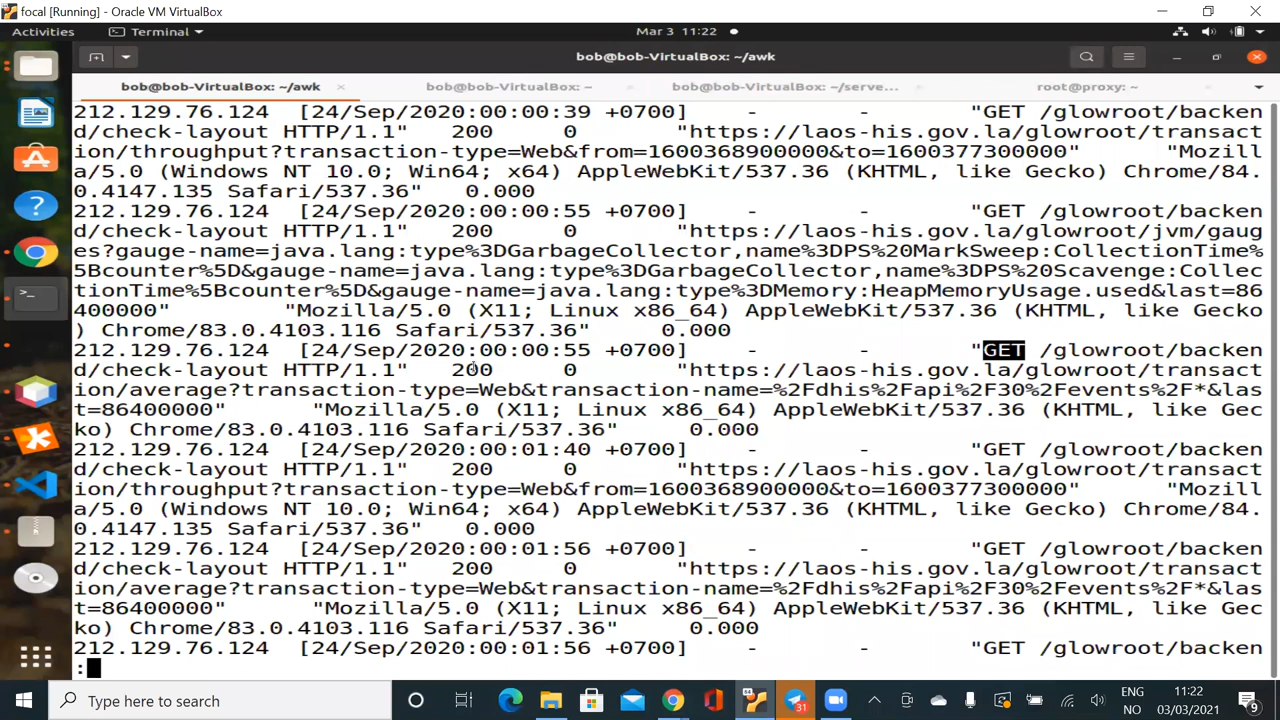 focal [Running] - Oracle VM VirtualBox
Activities Terminal Mar 3 11:22
bob@bob-VirtualBox: ~/awk
bob@bob-VirtualBox: ~/awk bob@bob-VirtualBox: ~ bob@bob-VirtualBox: ~/serve... root@proxy: ~
212.129.76.124 [24/Sep/2020:00:00:39 +0700] - - "GET /glowroot/backen
d/check-layout HTTP/1.1" 200 0 "https://laos-his.gov.la/glowroot/transact
ion/throughput?transaction-type=Web&from=1600368900000&to=1600377300000" "Mozill
a/5.0 (Windows NT 10.0; Win64; x64) AppleWebKit/537.36 (KHTML, like Gecko) Chrome/84.
0.4147.135 Safari/537.36" 0.000
212.129.76.124 [24/Sep/2020:00:00:55 +0700] - - "GET /glowroot/backen
d/check-layout HTTP/1.1" 200 0 "https://laos-his.gov.la/glowroot/jvm/gaug
es?gauge-name=java.lang:type%3DGarbageCollector,name%3DPS%20MarkSweep:CollectionTime%
5Bcounter%5D&gauge-name=java.lang:type%3DGarbageCollector,name%3DPS%20Scavenge:Collec
tionTime%5Bcounter%5D&gauge-name=java.lang:type%3DMemory:HeapMemoryUsage.used&last=86
400000" "Mozilla/5.0 (X11; Linux x86_64) AppleWebKit/537.36 (KHTML, like Gecko
) Chrome/83.0.4103.116 Safari/537.36" 0.000
212.129.76.124 [24/Sep/2020:00:00:55 +0700] - - "GET /glowroot/backen
d/check-layout HTTP/1.1" 200 0 "https://laos-his.gov.la/glowroot/transact
ion/average?transaction-type=Web&transaction-name=%2Fdhis%2Fapi%2F30%2Fevents%2F*&las
t=86400000" "Mozilla/5.0 (X11; Linux x86_64) AppleWebKit/537.36 (KHTML, like Gec
ko) Chrome/83.0.4103.116 Safari/537.36" 0.000
212.129.76.124 [24/Sep/2020:00:01:40 +0700] - - "GET /glowroot/backen
d/check-layout HTTP/1.1" 200 0 "https://laos-his.gov.la/glowroot/transact
ion/throughput?transaction-type=Web&from=1600368900000&to=1600377300000" "Mozill
a/5.0 (Windows NT 10.0; Win64; x64) AppleWebKit/537.36 (KHTML, like Gecko) Chrome/84.
0.4147.135 Safari/537.36" 0.000
212.129.76.124 [24/Sep/2020:00:01:56 +0700] - - "GET /glowroot/backen
d/check-layout HTTP/1.1" 200 0 "https://laos-his.gov.la/glowroot/transact
ion/average?transaction-type=Web&transaction-name=%2Fdhis%2Fapi%2F30%2Fevents%2F*&las
t=86400000" "Mozilla/5.0 (X11; Linux x86_64) AppleWebKit/537.36 (KHTML, like Gec
ko) Chrome/83.0.4103.116 Safari/537.36" 0.000
212.129.76.124 [24/Sep/2020:00:01:56 +0700] - - "GET /glowroot/backen
:
Type here to search 31 ENG 11:22
NO 03/03/2021 9